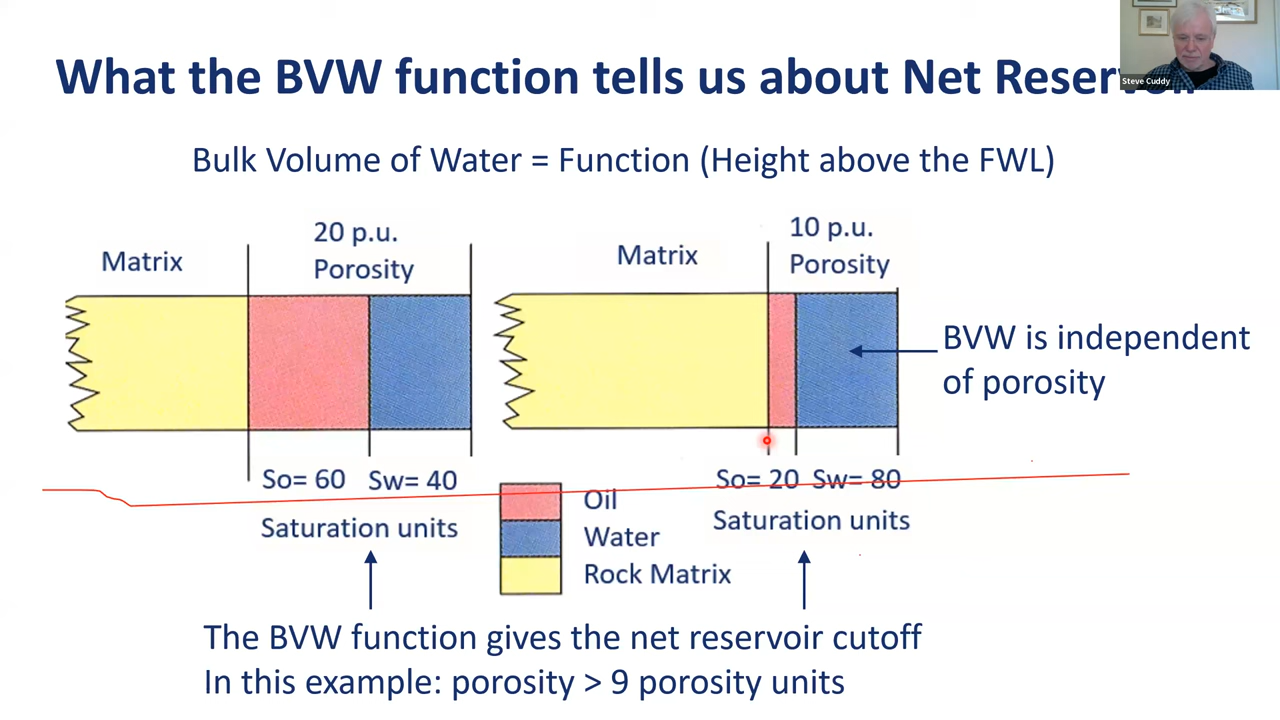 What the BVW function tells us about Net
Steve Cuddy
Bulk Volume of Water = Function (Height above the FWL)
Matrix
20 p.u.
Porosity
Matrix
10 p.u.
Porosity
BVW is independent
of porosity
So= 60 Sw= 40
Saturation units
So= 20 Sw= 80
Saturation units
Oil
Water
Rock Matrix
The BVW function gives the net reservoir cutoff
In this example: porosity > 9 porosity units